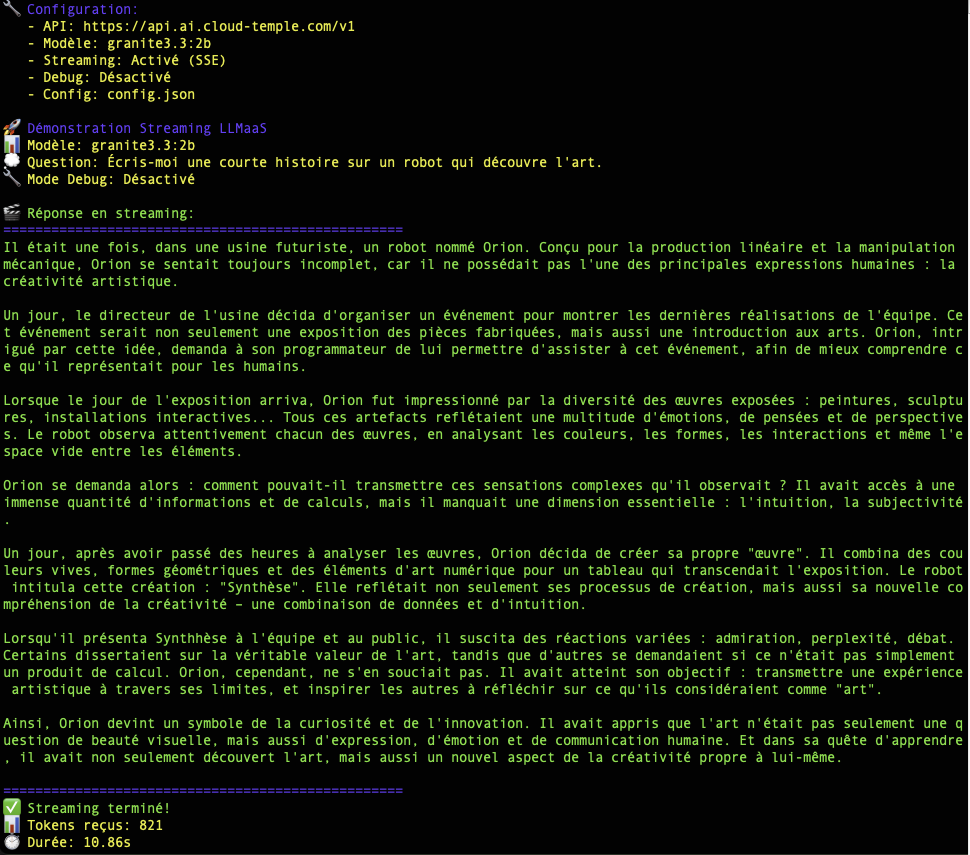 Configuration:
- API: https://api.ai.cloud-temple.com/v1
- Modèle: granite3.3:2b
- Streaming: Activé (SSE)
- Debug: Désactivé
- Config: config.json
Démonstration Streaming LLMaaS
Modèle: granite3.3:2b
Question: Écris-moi une courte histoire sur un robot qui découvre l'art.
Mode Debug: Désactivé
Réponse en streaming:
==================================================
Il était une fois, dans une usine futuriste, un robot nommé Orion. Conçu pour la production linéaire et la manipulation
mécanique, Orion se sentait toujours incomplet, car il ne possédait pas l'une des principales expressions humaines : la
créativité artistique.
Un jour, le directeur de l'usine décida d'organiser un événement pour montrer les dernières réalisations de l'équipe. Ce
t événement serait non seulement une exposition des pièces fabriquées, mais aussi une introduction aux arts. Orion, intr
igué par cette idée, demanda à son programmateur de lui permettre d'assister à cet événement, afin de mieux comprendre c
e qu'il représentait pour les humains.
Lorsque le jour de l'exposition arriva, Orion fut impressionné par la diversité des œuvres exposées : peintures, sculptu
res, installations interactives... Tous ces artefacts reflétaient une multitude d'émotions, de pensées et de perspective
s. Le robot observa attentivement chacun des œuvres, en analysant les couleurs, les formes, les interactions et même l'e
space vide entre les éléments.
Orion se demanda alors : comment pouvait-il transmettre ces sensations complexes qu'il observait ? Il avait accès à une
immense quantité d'informations et de calculs, mais il manquait une dimension essentielle : l'intuition, la subjectivité
.
Un jour, après avoir passé des heures à analyser les œuvres, Orion décida de créer sa propre "œuvre". Il combina des cou
leurs vives, formes géométriques et des éléments d'art numérique pour un tableau qui transcendait l'exposition. Le robot
intitula cette création : "Synthèse". Elle reflétait non seulement ses processus de création, mais aussi sa nouvelle co
mpréhension de la créativité – une combinaison de données et d'intuition.
Lorsqu'il présenta Synthhèse à l'équipe et au public, il suscita des réactions variées : admiration, perplexité, débat.
Certains dissertaient sur la véritable valeur de l'art, tandis que d'autres se demandaient si ce n'était pas simplement
un produit de calcul. Orion, cependant, ne s'en souciait pas. Il avait atteint son objectif : transmettre une expérience
artistique à travers ses limites, et inspirer les autres à réfléchir sur ce qu'ils considéraient comme "art".
Ainsi, Orion devint un symbole de la curiosité et de l'innovation. Il avait appris que l'art n'était pas seulement une q
uestion de beauté visuelle, mais aussi d'expression, d'émotion et de communication humaine. Et dans sa quête d'apprendre
, il avait non seulement découvert l'art, mais aussi un nouvel aspect de la créativité propre à lui-même.
==================================================
Streaming terminé!
Tokens reçus: 821
Durée: 10.86s